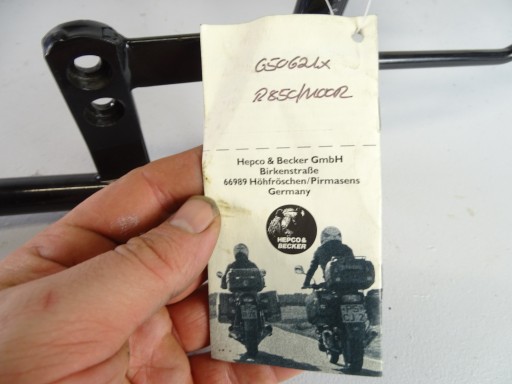 650621x
R850/1100R
Hepco & Becker GmbH
Birkenstraße
66989 Höhfröschen/Pirmasens
Germany
HEPCO&
BECKER